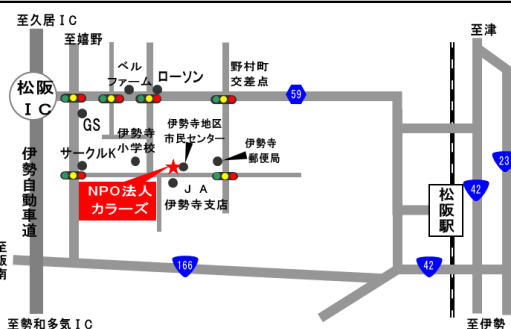 至久居IC
至嬉野
至津
ベル
ファーム
ローソン
野村町
交差点
松阪
IC
59
GS
伊勢寺
小学校
伊勢寺地区
市民センター
サークルK
伊勢寺
郵便局
23
伊勢自動車道
NPO法人
カラーズ
JA
伊勢寺支店
42
松阪駅
至飯南
166
42
至勢和多気IC
至伊勢